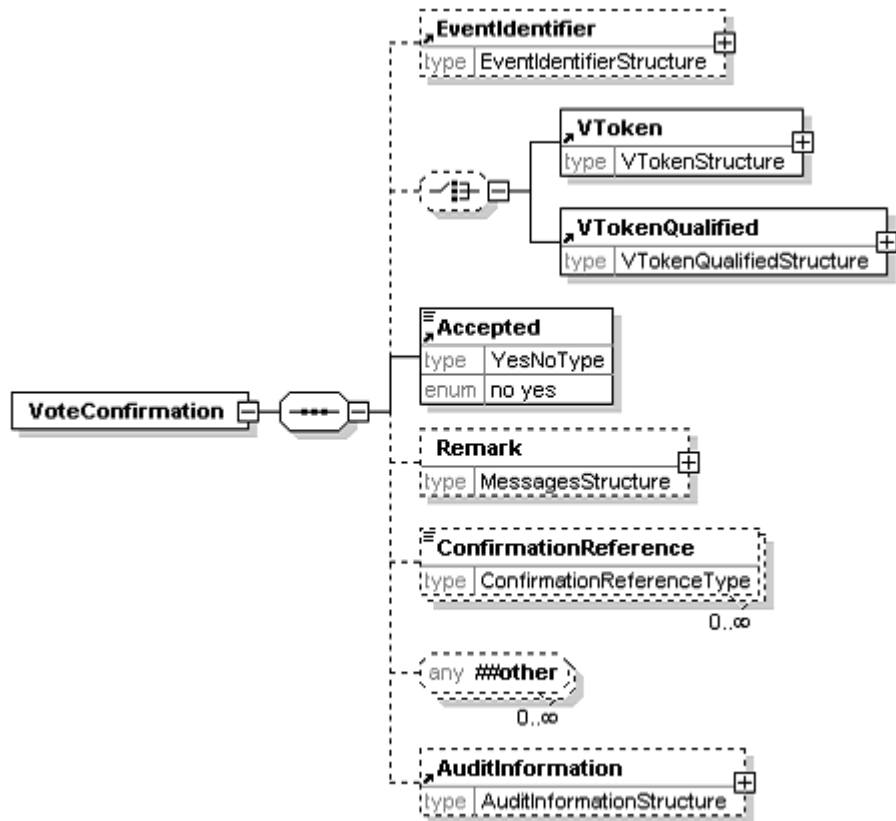 EventIdentifier
type EventIdentifierStructure
VToken
type VTokenStructure
VTokenQualified
type VTokenQualifiedStructure
Accepted
type YesNoType
enum no yes
VoteConfirmation
Remark
type MessagesStructure
ConfirmationReference
type ConfirmationReferenceType
0..∞
any ##other
0..∞
AuditInformation
type AuditInformationStructure